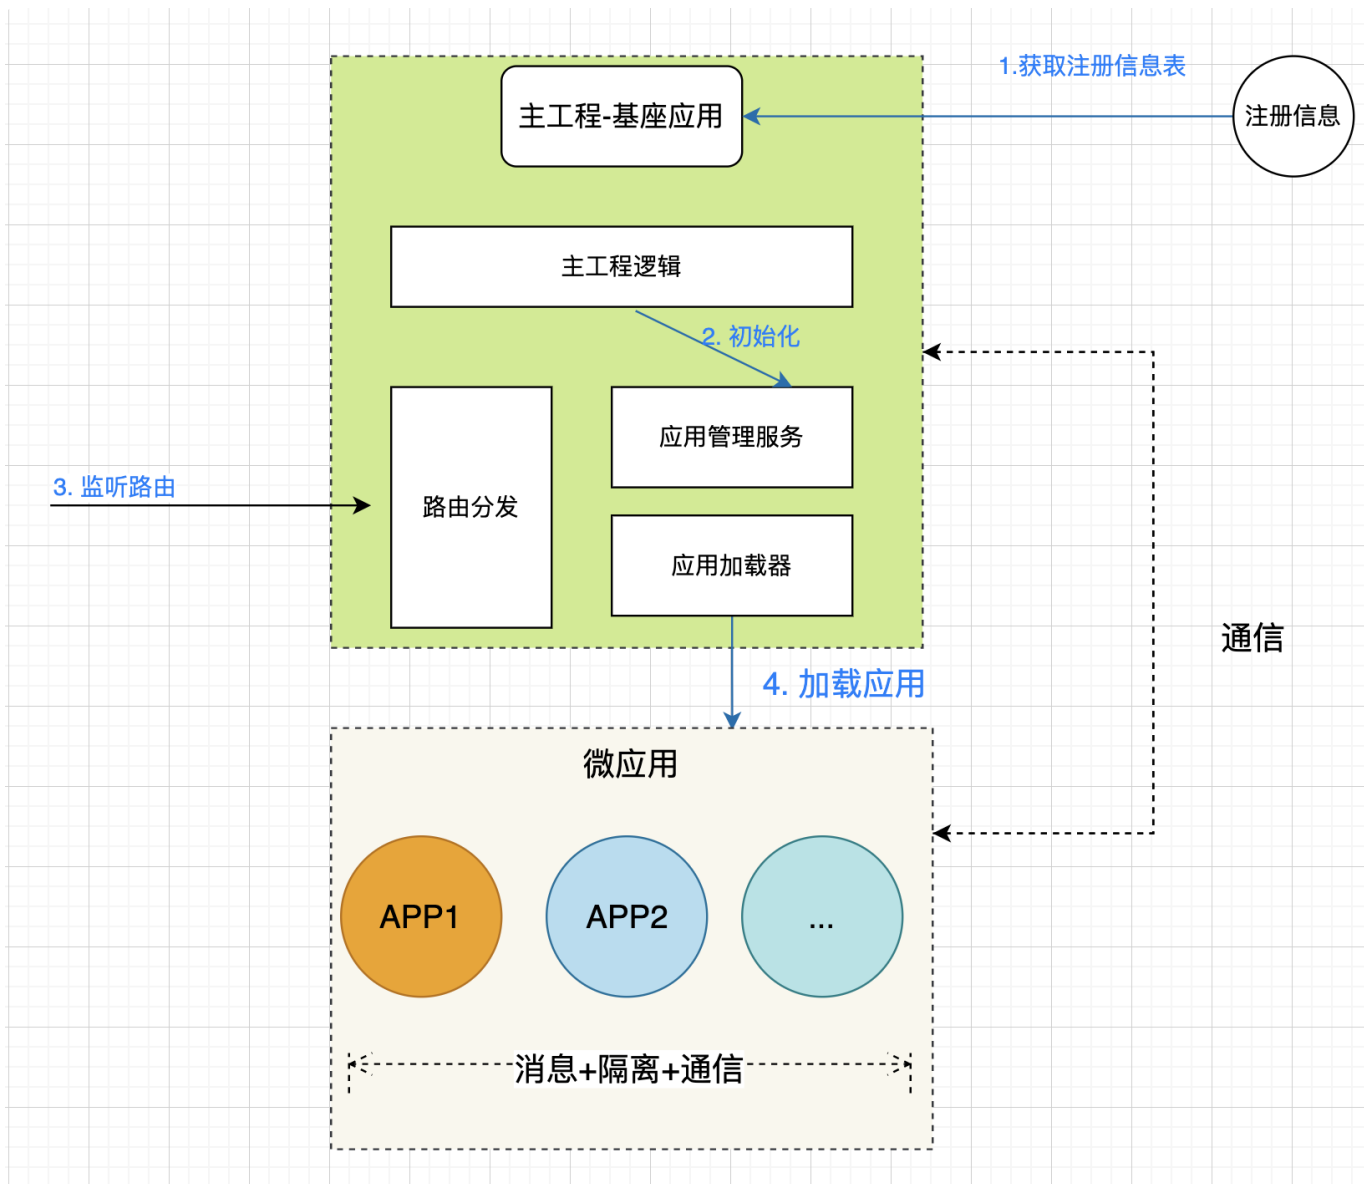 1.获取注册信息表
主工程-基座应用
注册信息
主工程逻辑
2. 初始化
应用管理服务
3. 监听路由
路由分发
应用加载器
通信
4. 加载应用
微应用
APP1
APP2
...
消息+隔离+通信